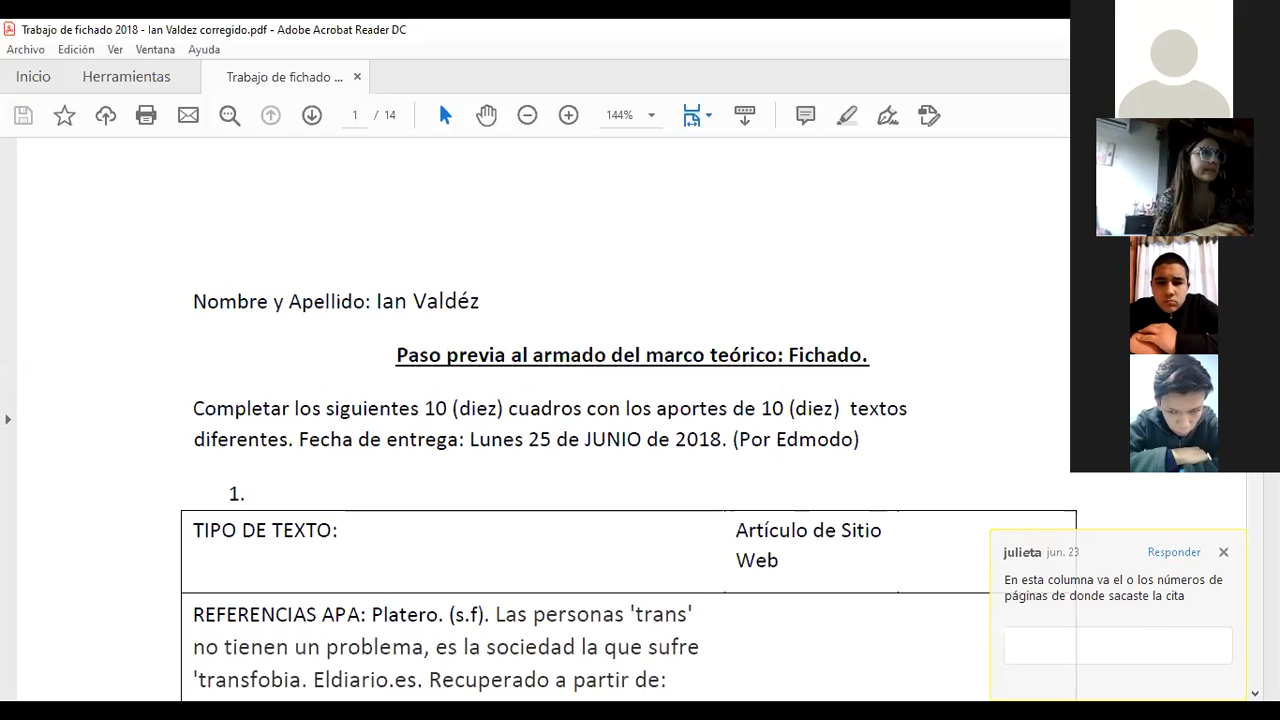 Trabajo de fichado 2018 - Ian Valdez corregido.pdf - Adobe Acrobat Reader DC
Archivo Edición Ver Ventana Ayuda
Inicio Herramientas Trabajo de fichado ... ×
1 / 14 144%
Nombre y Apellido: Ian Valdéz
Paso previa al armado del marco teórico: Fichado.
Completar los siguientes 10 (diez) cuadros con los aportes de 10 (diez) textos
diferentes. Fecha de entrega: Lunes 25 de JUNIO de 2018. (Por Edmodo)
1.
TIPO DE TEXTO:
Artículo de Sitio
Web
REFERENCIAS APA: Platero. (s.f). Las personas 'trans'
no tienen un problema, es la sociedad la que sufre
'transfobia. Eldiario.es. Recuperado a partir de:
julieta jun. 23 Responder ×
En esta columna va el o los números de
páginas de donde sacaste la cita